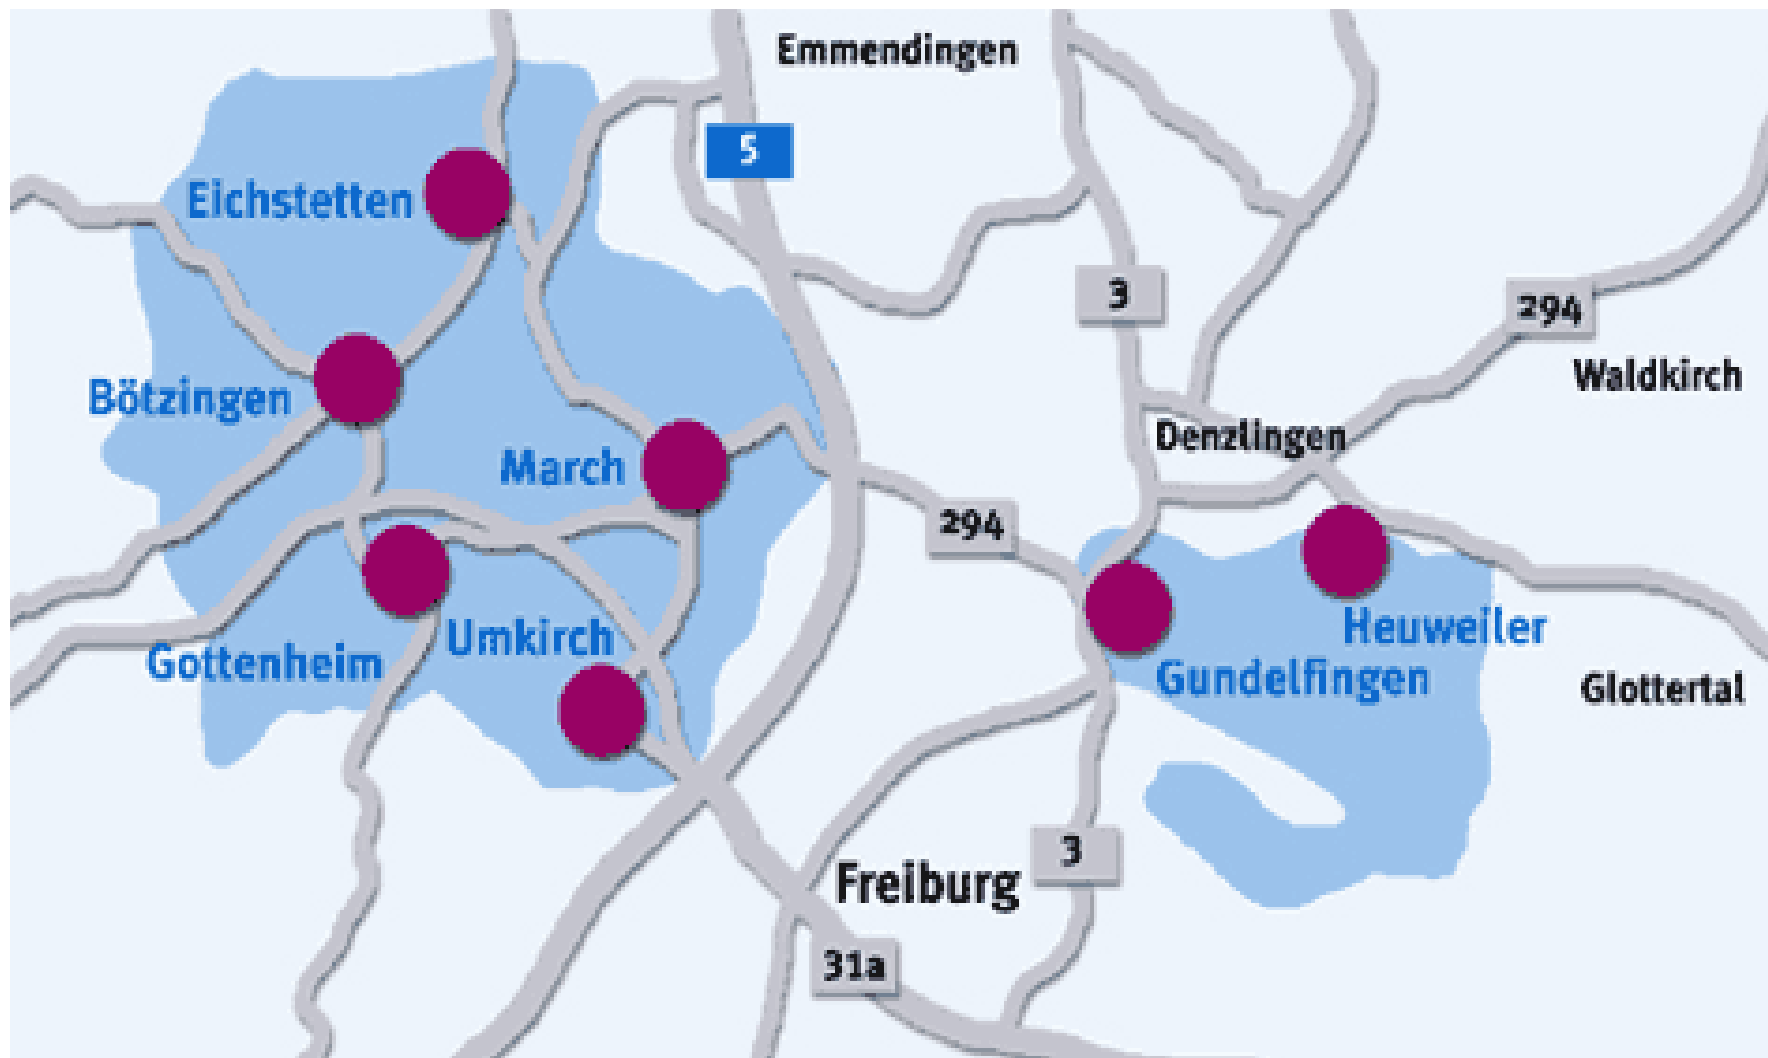 Emmendingen
5
Eichstetten
3
294
Waldkirch
Bötzingen
Denzlingen
March
294
Umkirch
Heuweiler
Gottenheim
Gundelfingen
Glottertal
3
Freiburg
31a